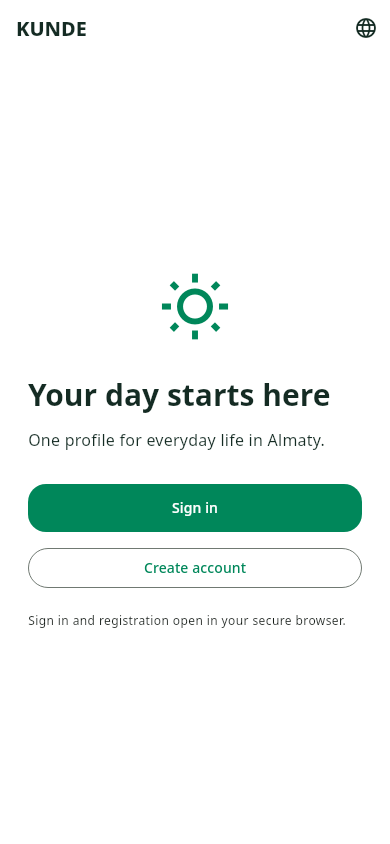 KUNDE
Your day starts here
One profile for everyday life in Almaty.
Sign in
Create account
Sign in and registration open in your secure browser.